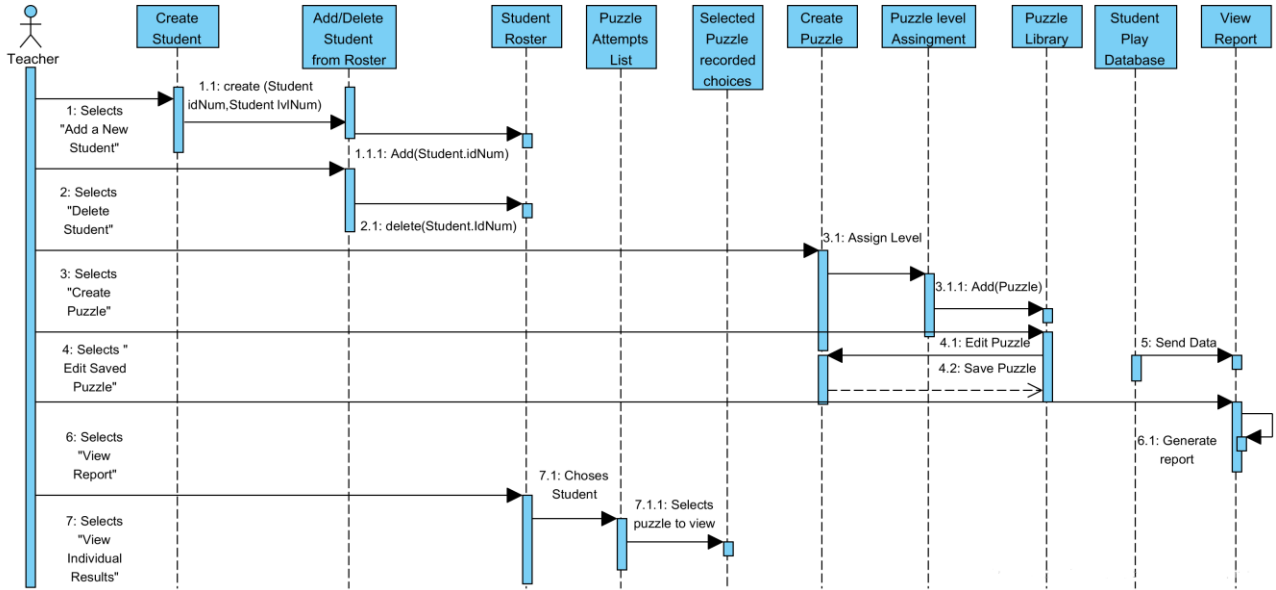 Teacher
Create
Student
Add/Delete
Student
from Roster
Student
Roster
Puzzle
Attempts
List
Selected
Puzzle
recorded
choices
Create
Puzzle
Puzzle level
Assingment
Puzzle
Library
Student
Play
Database
View
Report
1: Selects
"Add a New
Student"
1.1: create (Student
idNum,Student lvlNum)
1.1.1: Add(Student.idNum)
2: Selects
"Delete
Student"
2.1: delete(Student.IdNum)
3: Selects
"Create
Puzzle"
3.1: Assign Level
3.1.1: Add(Puzzle)
4: Selects "
Edit Saved
Puzzle"
4.1: Edit Puzzle
4.2: Save Puzzle
5: Send Data
6: Selects
"View
Report"
6.1: Generate
report
7: Selects
"View
Individual
Results"
7.1: Choses
Student
7.1.1: Selects
puzzle to view